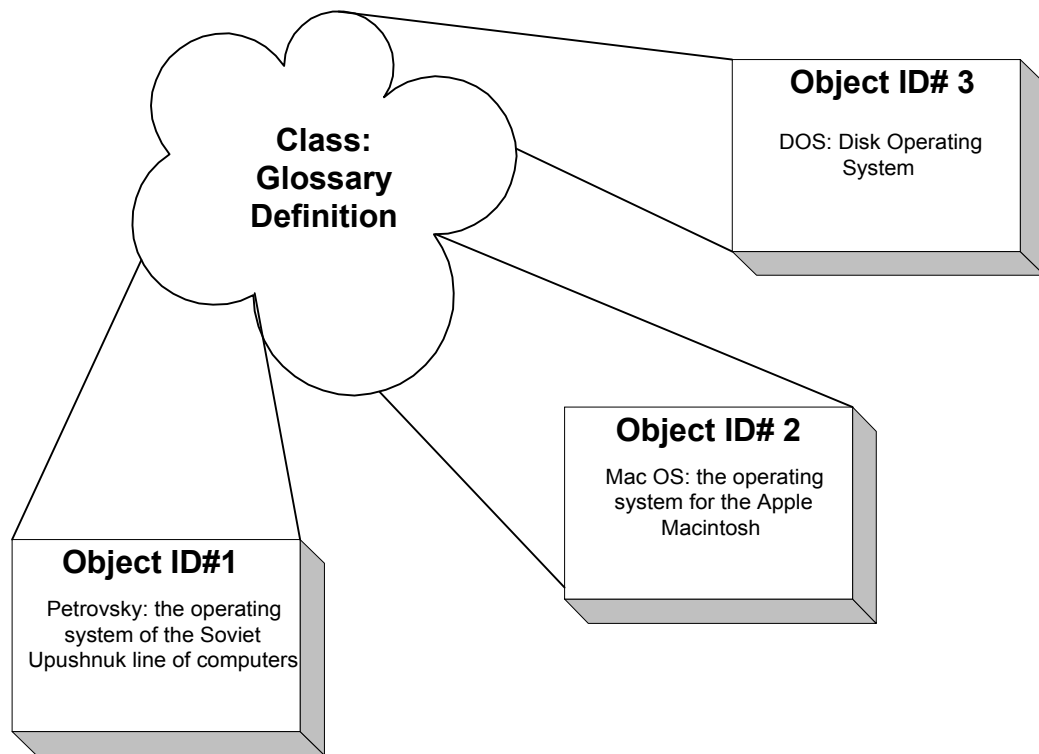 Class:
Glossary
Definition
Object ID# 3
DOS: Disk Operating
System
Object ID# 2
Mac OS: the operating
system for the Apple
Macintosh
Object ID#1
Petrovsky: the operating
system of the Soviet
Upushnuk line of computers